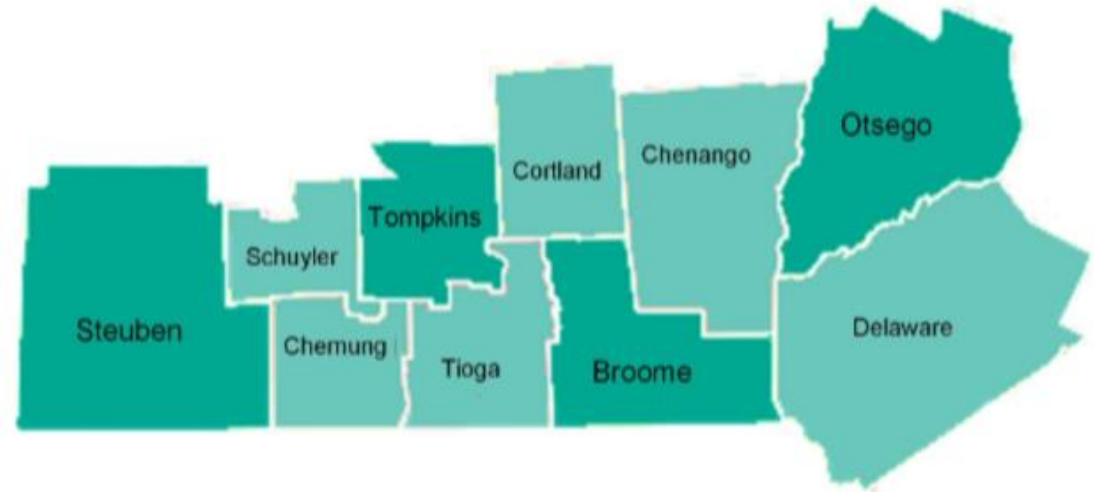 Otsego
Chenango
Cortland
Tompkins
Schuyler
Steuben
Chemung
Tioga
Broome
Delaware